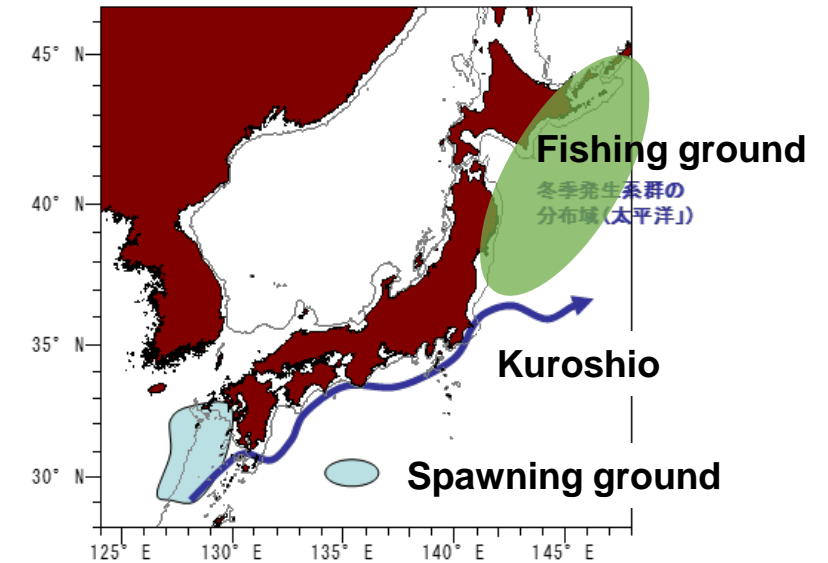 45° N
Fishing ground
冬季発生系群の
40° N
分布域(太平洋」)
35° N
Kuroshio
30° N
Spawning ground
125° E
130° E
135° E
140° E
145° E